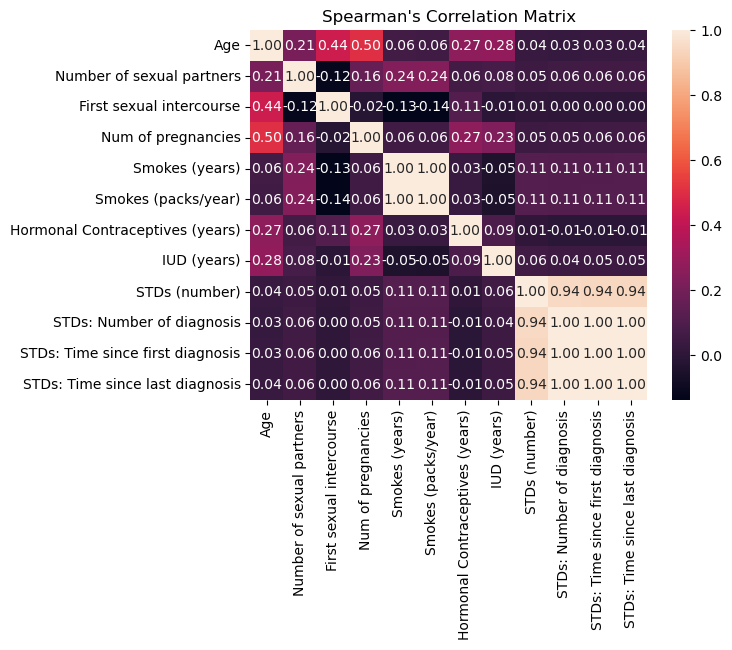 Spearman's Correlation Matrix
Age 1.00 0.21 0.44 0.50 0.06 0.06 0.27 0.28 0.04 0.03 0.03 0.04
Number of sexual partners 0.21 1.00 -0.12 0.16 0.24 0.24 0.06 0.08 0.05 0.06 0.06 0.06
First sexual intercourse 0.44 -0.12 1.00 -0.02 -0.13 -0.14 0.11 -0.01 0.01 0.00 0.00 0.00
Num of pregnancies 0.50 0.16 -0.02 1.00 0.06 0.06 0.27 0.23 0.05 0.05 0.06 0.06
Smokes (years) 0.06 0.24 -0.13 0.06 1.00 1.00 0.03 -0.05 0.11 0.11 0.11 0.11
Smokes (packs/year) 0.06 0.24 -0.14 0.06 1.00 1.00 0.03 -0.05 0.11 0.11 0.11 0.11
Hormonal Contraceptives (years) 0.27 0.06 0.11 0.27 0.03 0.03 1.00 0.09 0.01 -0.01 -0.01 -0.01
IUD (years) 0.28 0.08 -0.01 0.23 -0.05 -0.05 0.09 1.00 0.06 0.04 0.05 0.05
STDs (number) 0.04 0.05 0.01 0.05 0.11 0.11 0.01 0.06 1.00 0.94 0.94 0.94
STDs: Number of diagnosis 0.03 0.06 0.00 0.05 0.11 0.11 -0.01 0.04 0.94 1.00 1.00 1.00
STDs: Time since first diagnosis 0.03 0.06 0.00 0.06 0.11 0.11 -0.01 0.05 0.94 1.00 1.00 1.00
STDs: Time since last diagnosis 0.04 0.06 0.00 0.06 0.11 0.11 -0.01 0.05 0.94 1.00 1.00 1.00
Age
Number of sexual partners
First sexual intercourse
Num of pregnancies
Smokes (years)
Smokes (packs/year)
Hormonal Contraceptives (years)
IUD (years)
STDs (number)
STDs: Number of diagnosis
STDs: Time since first diagnosis
STDs: Time since last diagnosis
1.0
0.8
0.6
0.4
0.2
0.0